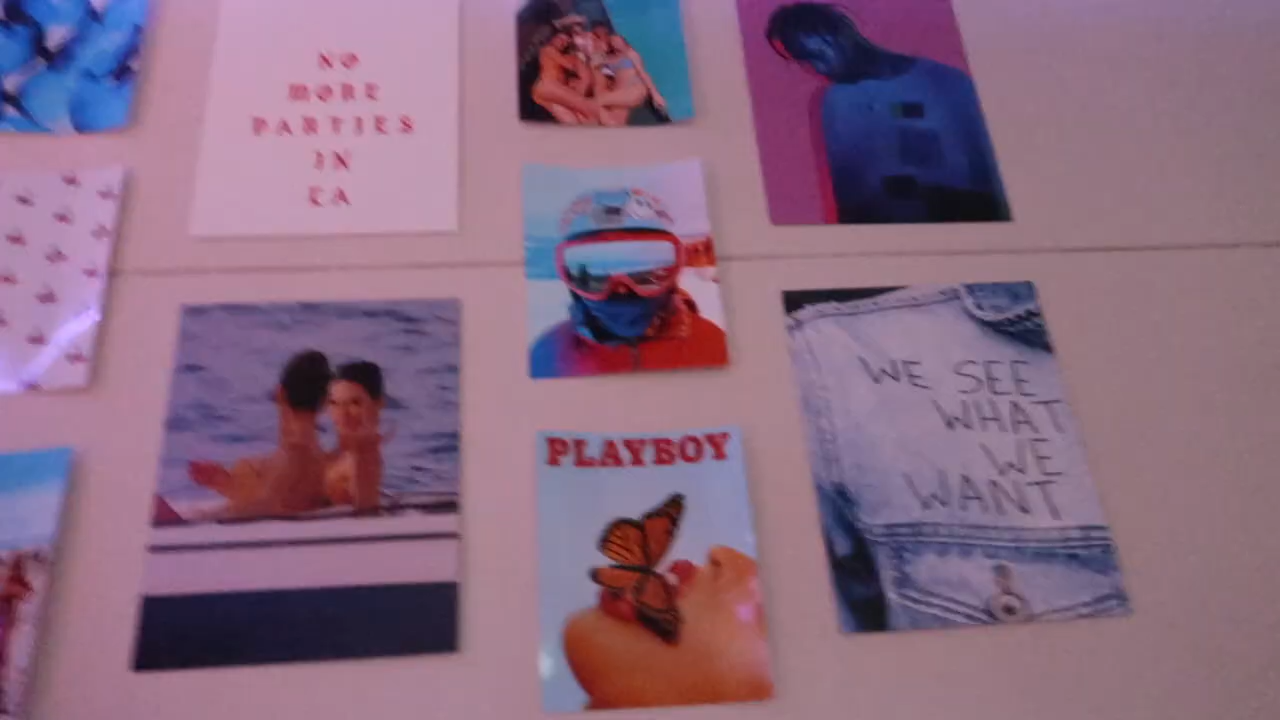 NO
MORE
PARTIES
IN
LA
PLAYBOY
WE SEE
WHAT
WE
WANT